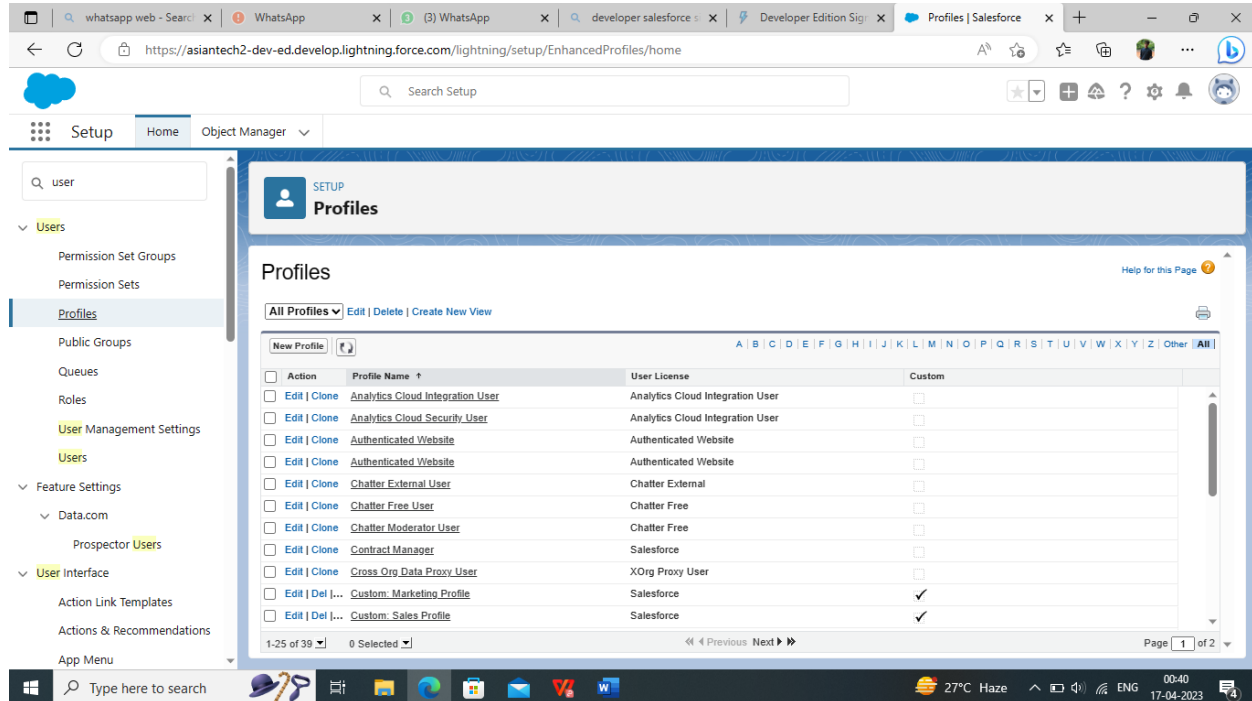 whatsapp web - Searc
WhatsApp
(3) WhatsApp
developer salesforce s
Developer Edition Sig
Profiles | Salesforce
https://asiantech2-dev-ed.develop.lightning.force.com/lightning/setup/EnhancedProfiles/home
Search Setup
Setup Home Object Manager
user
Users
Permission Set Groups
Permission Sets
Profiles
Public Groups
Queues
Roles
User Management Settings
Users
Feature Settings
Data.com
Prospector Users
User Interface
Action Link Templates
Actions & Recommendations
App Menu
SETUP
Profiles
Profiles
Help for this Page ?
All Profiles Edit | Delete | Create New View
New Profile
A | B | C | D | E | F | G | H | I | J | K | L | M | N | O | P | Q | R | S | T | U | V | W | X | Y | Z | Other | All
Action Profile Name ↑ User License Custom
Edit | Clone Analytics Cloud Integration User Analytics Cloud Integration User
Edit | Clone Analytics Cloud Security User Analytics Cloud Integration User
Edit | Clone Authenticated Website Authenticated Website
Edit | Clone Authenticated Website Authenticated Website
Edit | Clone Chatter External User Chatter External
Edit | Clone Chatter Free User Chatter Free
Edit | Clone Chatter Moderator User Chatter Free
Edit | Clone Contract Manager Salesforce
Edit | Clone Cross Org Data Proxy User XOrg Proxy User
Edit | Del |... Custom: Marketing Profile Salesforce ✓
Edit | Del |... Custom: Sales Profile Salesforce ✓
1-25 of 39 0 Selected Previous Next Page 1 of 2
Type here to search
27°C Haze ENG
00:40
17-04-2023
4